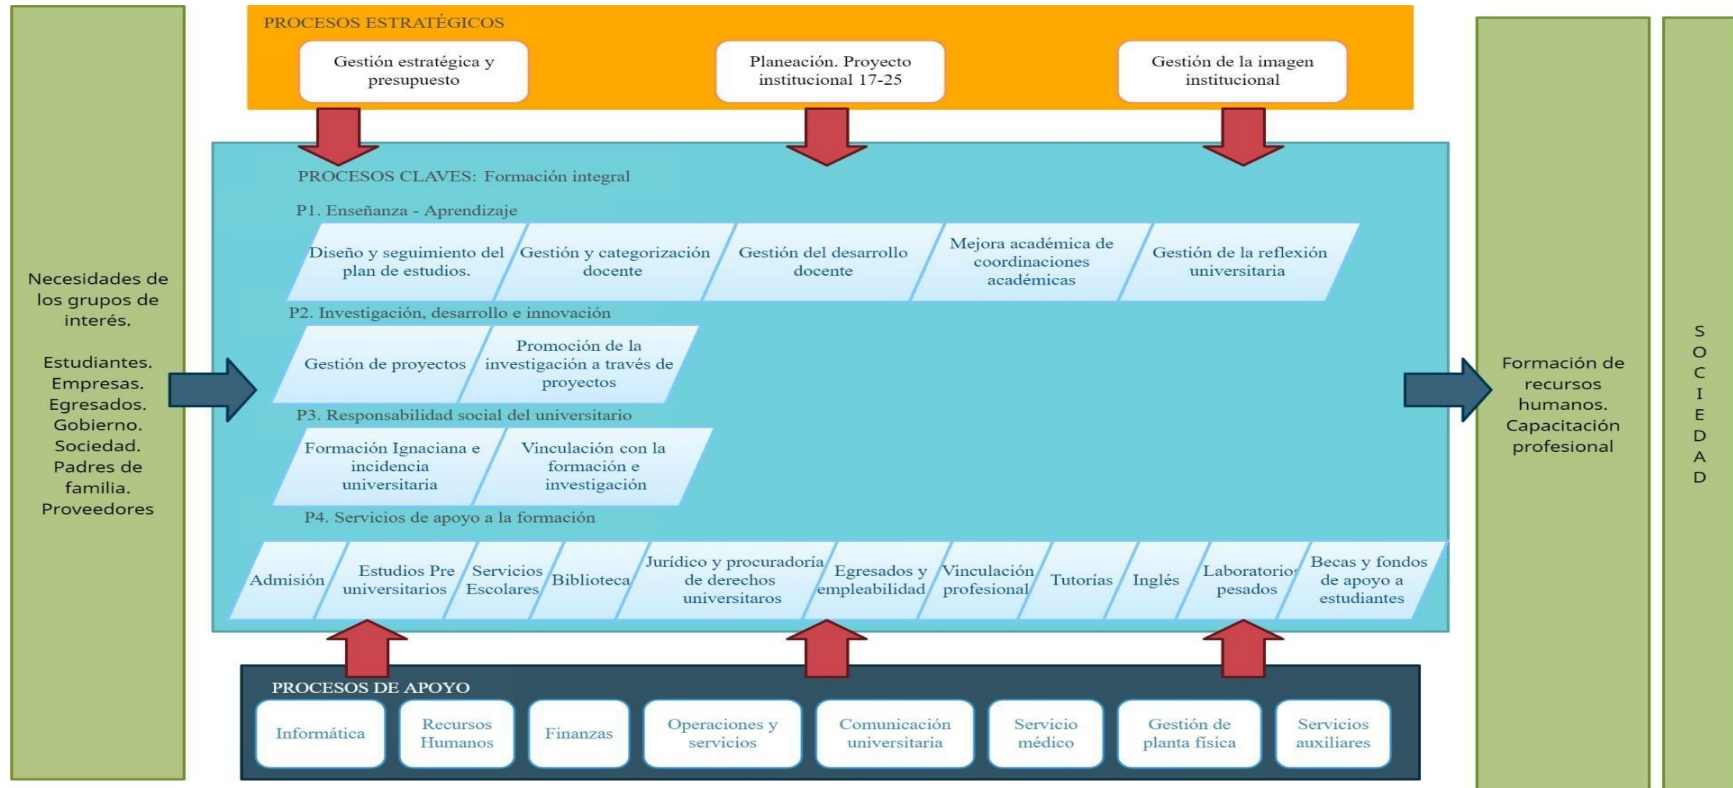 PROCESOS ESTRATÉGICOS
Gestión estratégica y
presupuesto
Planeación. Proyecto
institucional 17-25
Gestión de la imagen
institucional
Necesidades de
los grupos de
interés.
Estudiantes.
Empresas.
Egresados.
Gobierno.
Sociedad.
Padres de
familia.
Proveedores
PROCESOS CLAVES: Formación integral
P1. Enseñanza - Aprendizaje
Diseño y seguimiento del
plan de estudios.
Gestión y categorización
docente
Gestión del desarrollo
docente
Mejora académica de
coordinaciones
académicas
Gestión de la reflexión
universitaria
P2. Investigación, desarrollo e innovación
Gestión de proyectos
Promoción de la
investigación a través de
proyectos
P3. Responsabilidad social del universitario
Formación Ignaciana e
incidencia
universitaria
Vinculación con la
formación e
investigación
P4. Servicios de apoyo a la formación
Admisión
Estudios Pre
universitarios
Servicios
Escolares
Biblioteca
Jurídico y procuradoría
de derechos
universitaros
Egresados y
empleabilidad
Vinculación
profesional
Tutorías
Inglés
Laboratorios
pesados
Becas y fondos
de apoyo a
estudiantes
PROCESOS DE APOYO
Informática
Recursos
Humanos
Finanzas
Operaciones y
servicios
Comunicación
universitaria
Servicio
médico
Gestión de
planta física
Servicios
auxiliares
Formación de
recursos
humanos.
Capacitación
profesional
S
O
C
I
E
D
A
D